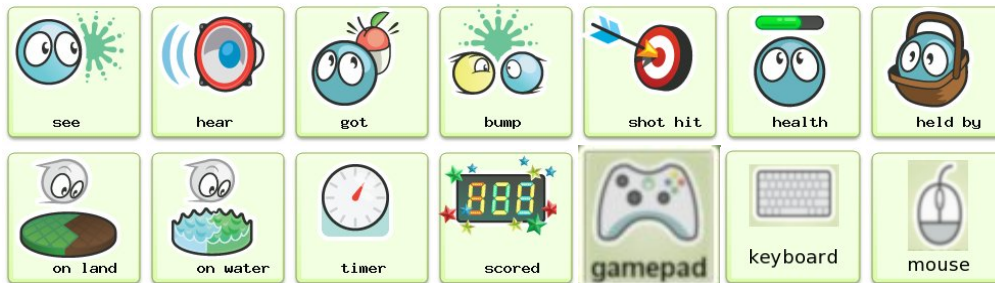 see
hear
got
bump
shot hit
health
held by
on land
on water
timer
scored
gamepad
keyboard
mouse